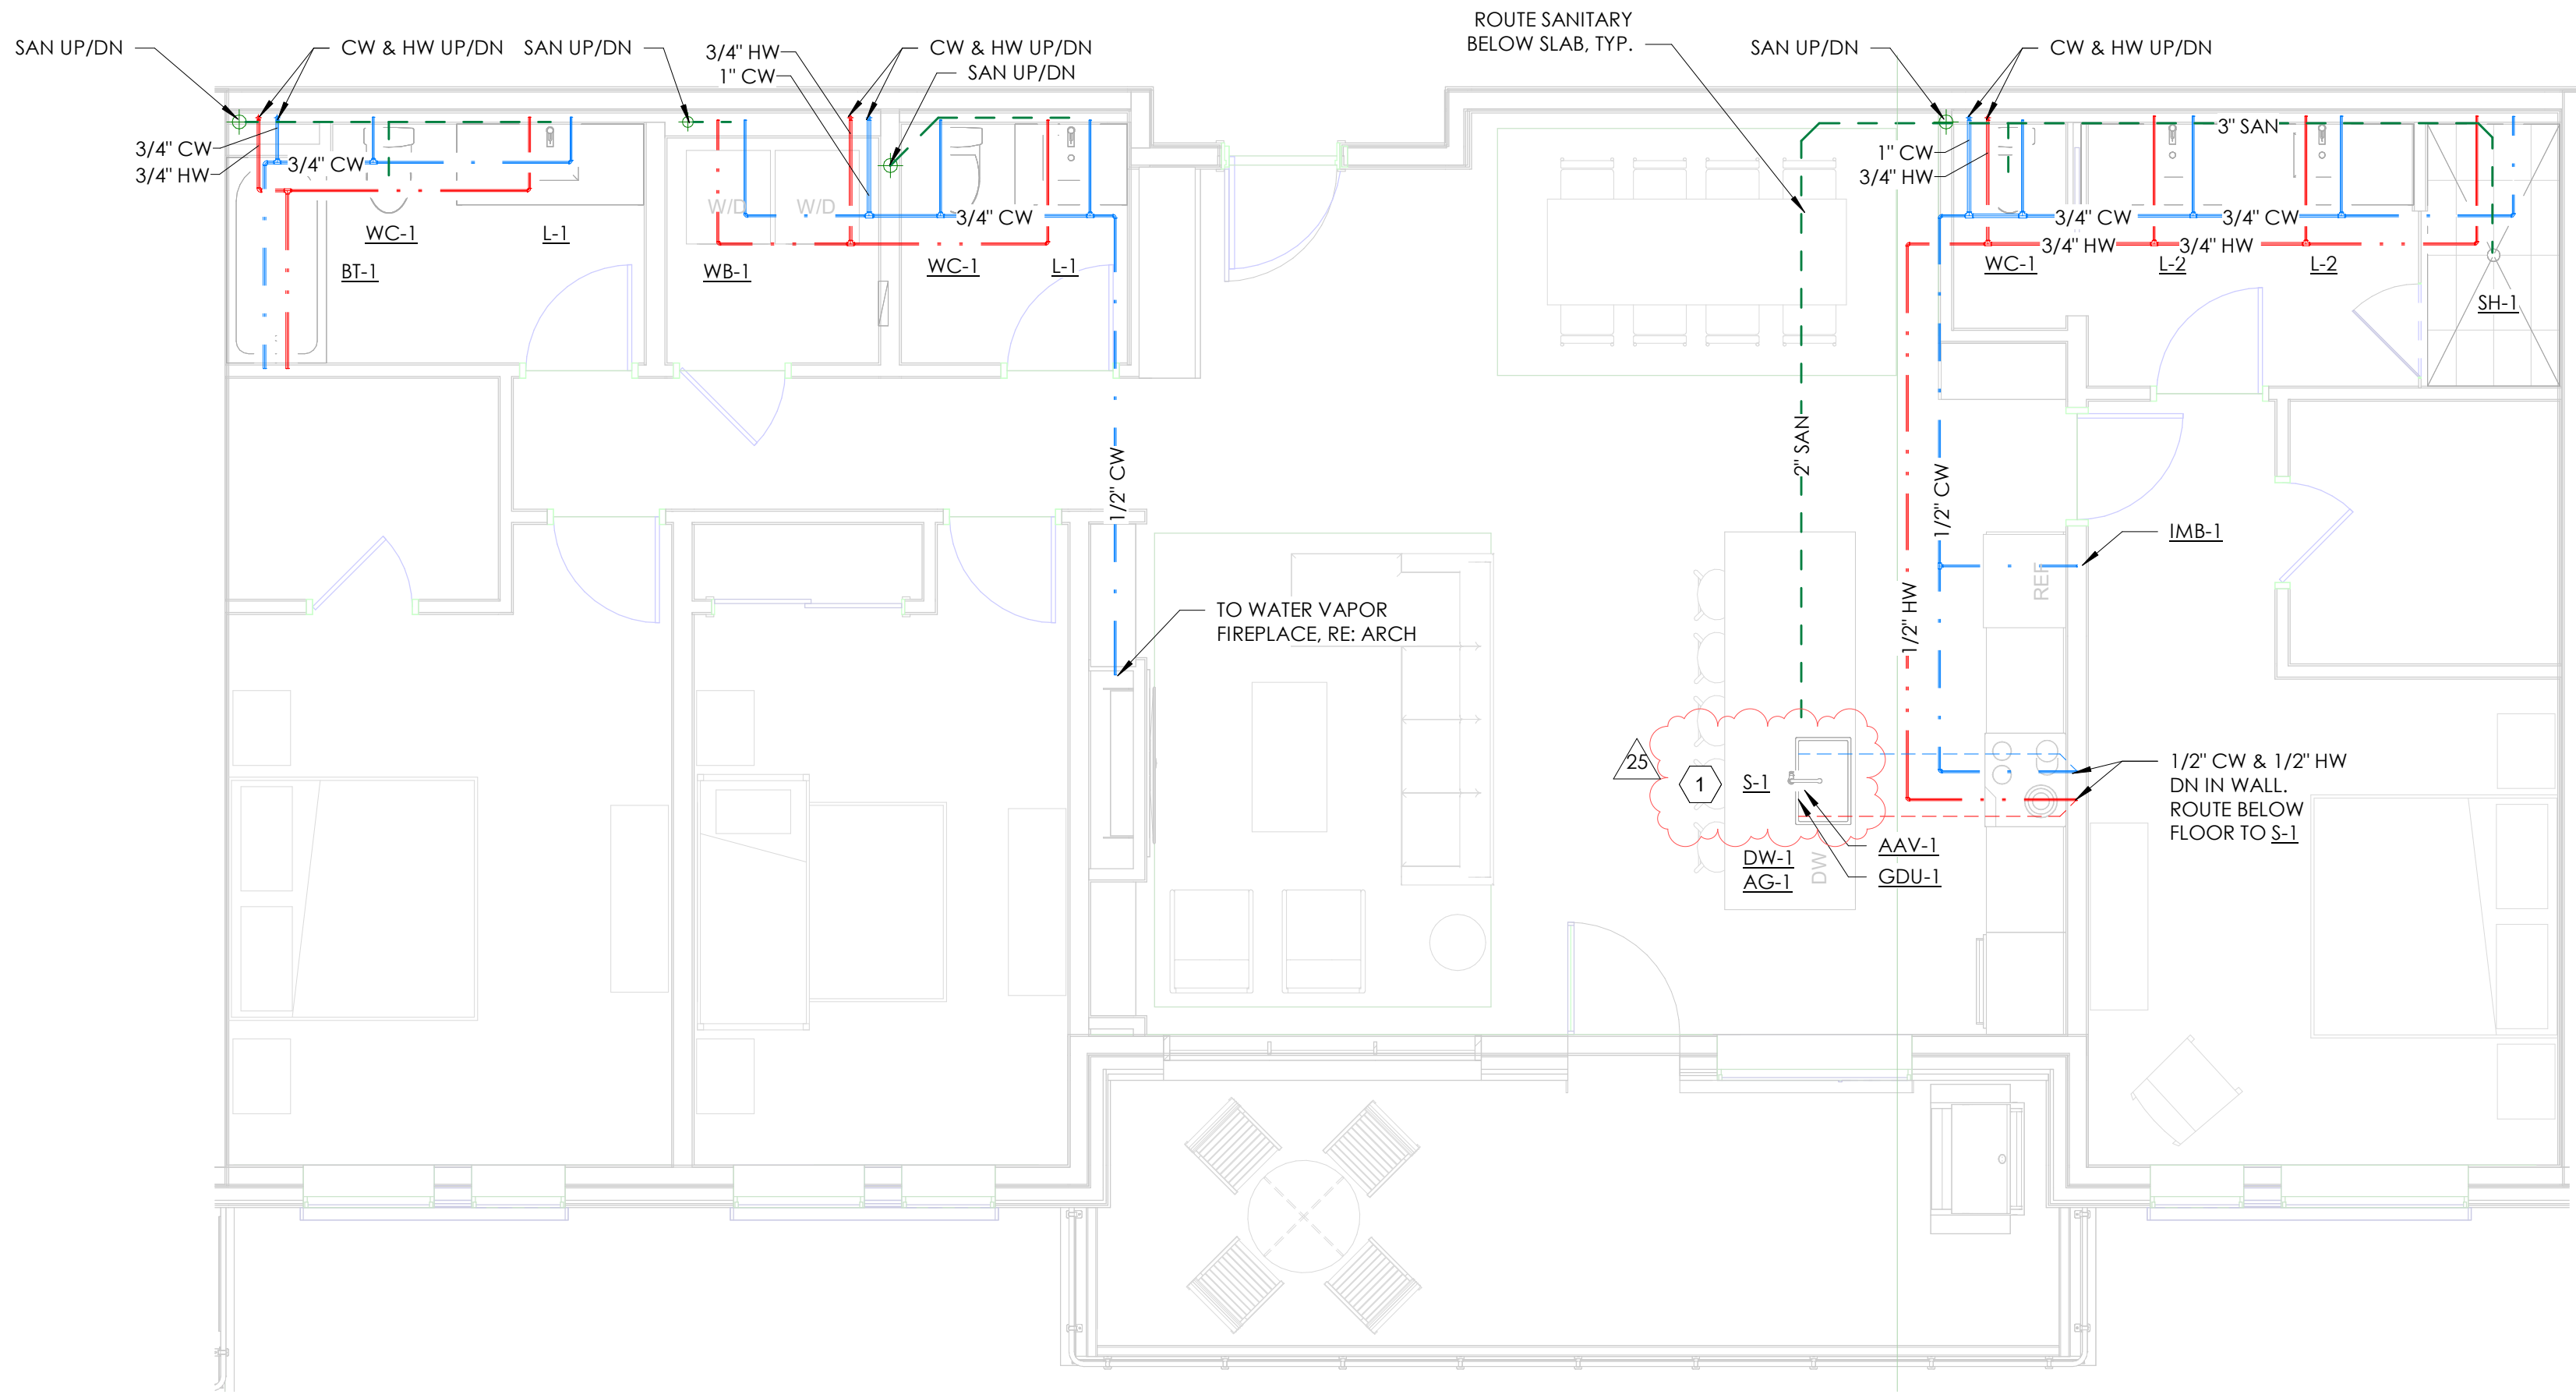 ROUTE SANITARY
BELOW SLAB, TYP.
SAN UP/DN
CW & HW UP/DN
SAN UP/DN
3/4" HW
1" CW
CW & HW UP/DN
SAN UP/DN
SAN UP/DN
CW & HW UP/DN
3/4" CW
3/4" HW
3/4" CW
WC-1
L-1
BT-1
W/D
W/D
WB-1
3/4" CW
WC-1
L-1
3" SAN
1" CW
3/4" HW
3/4" CW
3/4" CW
3/4" HW
3/4" HW
WC-1
L-2
L-2
SH-1
1/2" CW
2" SAN
1/2" CW
1/2" HW
IMB-1
REF
TO WATER VAPOR
FIREPLACE, RE: ARCH
25
1
S-1
1/2" CW & 1/2" HW
DN IN WALL.
ROUTE BELOW
FLOOR TO S-1
DW-1
AG-1
DW
AAV-1
GDU-1